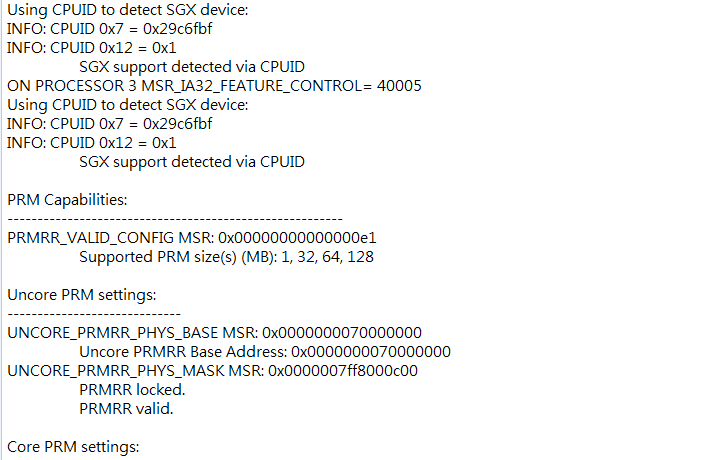 Using CPUID to detect SGX device:
INFO: CPUID 0x7 = 0x29c6fbf
INFO: CPUID 0x12 = 0x1
SGX support detected via CPUID
ON PROCESSOR 3 MSR_IA32_FEATURE_CONTROL= 40005
Using CPUID to detect SGX device:
INFO: CPUID 0x7 = 0x29c6fbf
INFO: CPUID 0x12 = 0x1
SGX support detected via CPUID
PRM Capabilities:
--------------------------------------------------------
PRMRR_VALID_CONFIG MSR: 0x00000000000000e1
Supported PRM size(s) (MB): 1, 32, 64, 128
Uncore PRM settings:
-----------------------------
UNCORE_PRMRR_PHYS_BASE MSR: 0x0000000070000000
Uncore PRMRR Base Address: 0x0000000070000000
UNCORE_PRMRR_PHYS_MASK MSR: 0x0000007ff8000c00
PRMRR locked.
PRMRR valid.
Core PRM settings: